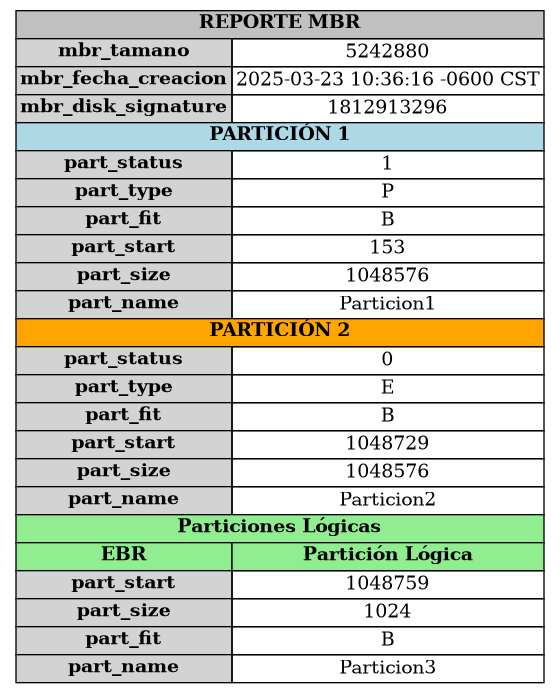 REPORTE MBR
mbr_tamano 5242880
mbr_fecha_creacion 2025-03-23 10:36:16 -0600 CST
mbr_disk_signature 1812913296
PARTICIÓN 1
part_status 1
part_type P
part_fit B
part_start 153
part_size 1048576
part_name Particion1
PARTICIÓN 2
part_status 0
part_type E
part_fit B
part_start 1048729
part_size 1048576
part_name Particion2
Particiones Lógicas
EBR Partición Lógica
part_start 1048759
part_size 1024
part_fit B
part_name Particion3